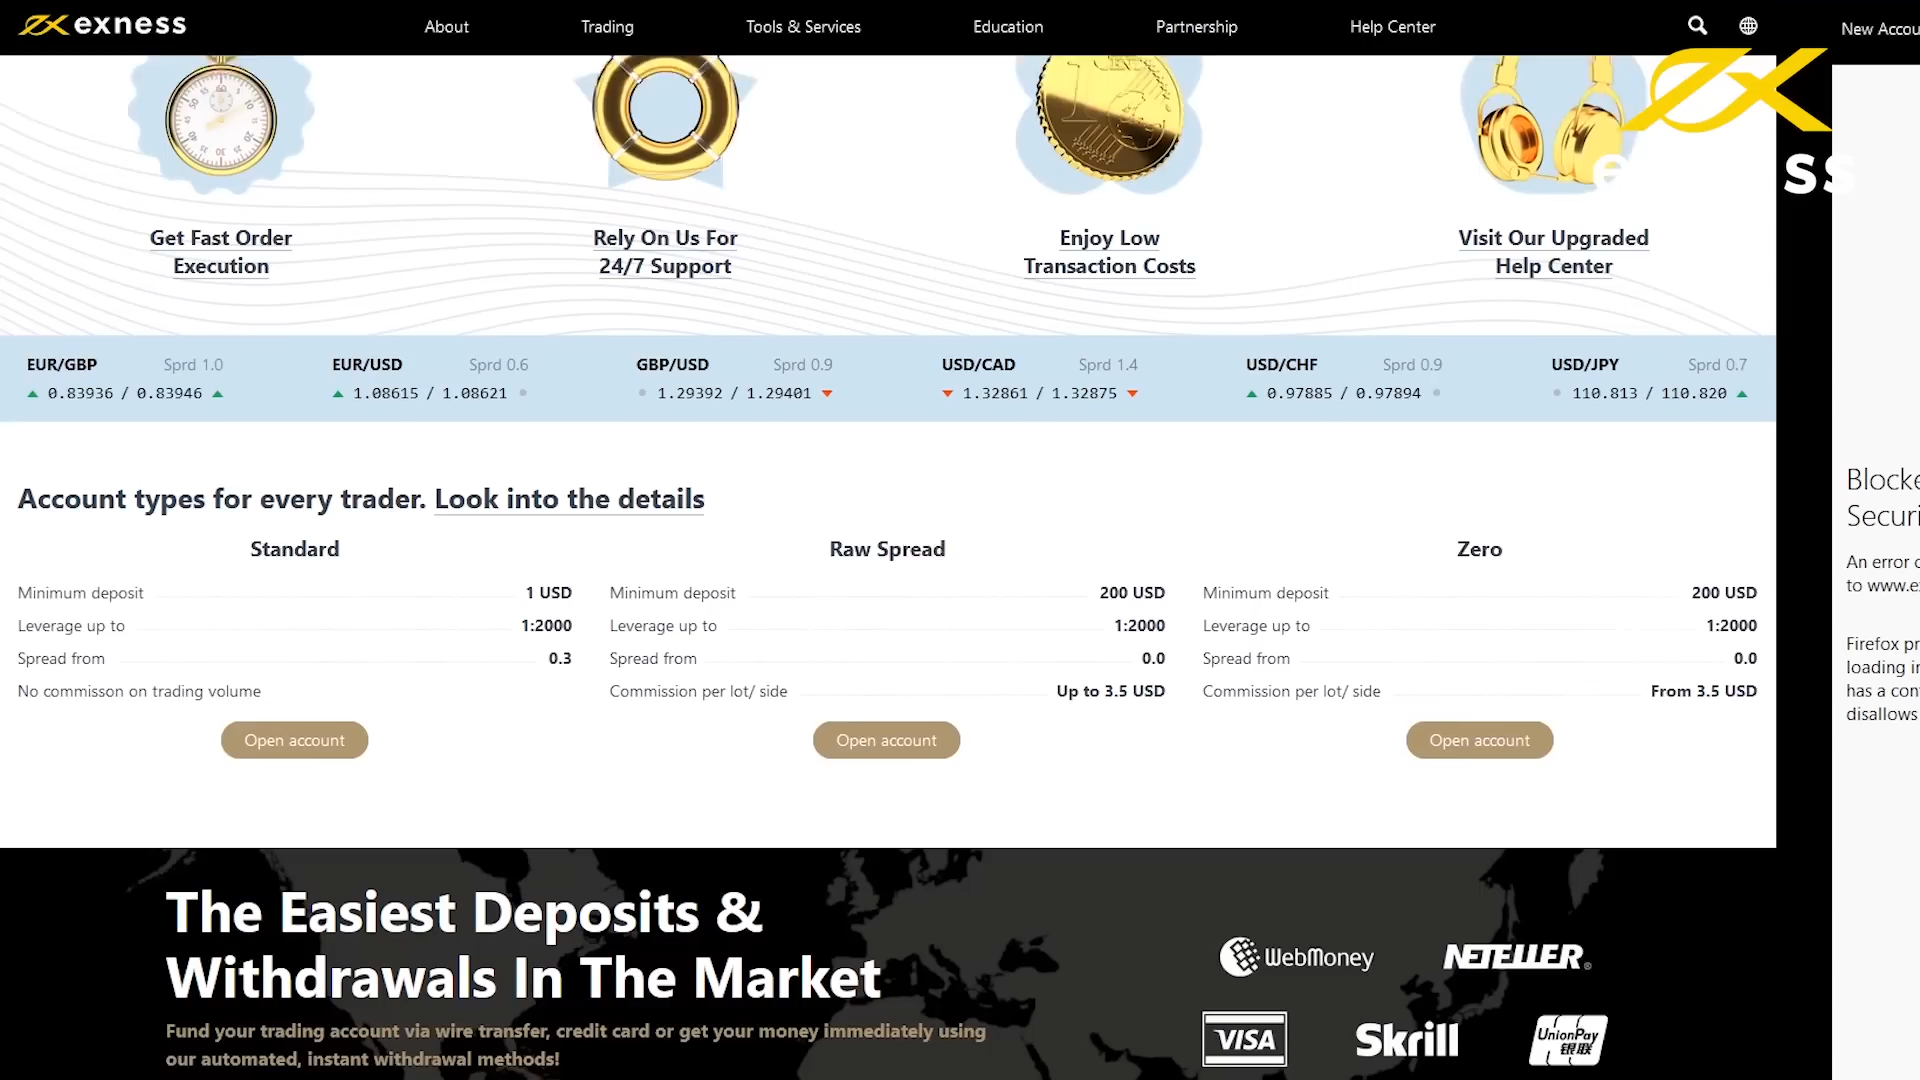 exness
About Trading Tools & Services Education Partnership Help Center
New Accou
Get Fast Order
Execution
Rely On Us For
24/7 Support
Enjoy Low
Transaction Costs
Visit Our Upgraded
Help Center
EUR/GBP Sprd 1.0
0.83936 / 0.83946
EUR/USD Sprd 0.6
1.08615 / 1.08621
GBP/USD Sprd 0.9
1.29392 / 1.29401
USD/CAD Sprd 1.4
1.32861 / 1.32875
USD/CHF Sprd 0.9
0.97885 / 0.97894
USD/JPY Sprd 0.7
110.813 / 110.820
Account types for every trader. Look into the details
Standard
Minimum deposit 1 USD
Leverage up to 1:2000
Spread from 0.3
No commisson on trading volume
Open account
Raw Spread
Minimum deposit 200 USD
Leverage up to 1:2000
Spread from 0.0
Commission per lot/ side Up to 3.5 USD
Open account
Zero
Minimum deposit 200 USD
Leverage up to 1:2000
Spread from 0.0
Commission per lot/ side From 3.5 USD
Open account
Blocke
Securi
An error
to www.e
Firefox pr
loading in
has a con
disallows
The Easiest Deposits &
Withdrawals In The Market
Fund your trading account via wire transfer, credit card or get your money immediately using
our automated, instant withdrawal methods!
WebMoney NETELLER
VISA Skrill UnionPay
银联